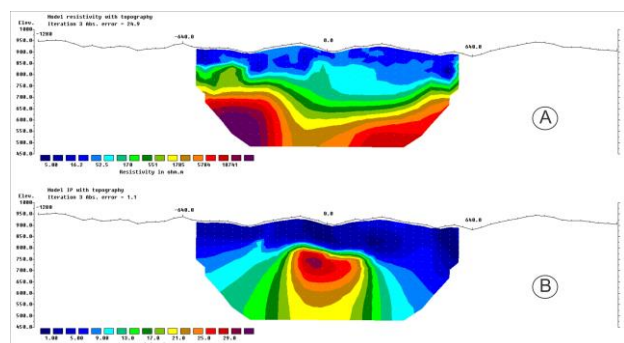 Model resistivity with topography
Elev. Iteration 3 Abs. error = 24.9
1000 -1280 -640.0 0.0 640.0
950.0
900.0
850.0
800.0
750.0
700.0
650.0
600.0
550.0
500.0
450.0
A
5.00 16.2 52.5 170 551 1785 5784 18741
Resistivity in ohm.m
Model IP with topography
Elev. Iteration 3 Abs. error = 1.1
1000 -1280 -640.0 0.0 640.0
950.0
900.0
850.0
800.0
750.0
700.0
650.0
600.0
550.0
500.0
450.0
B
1.00 5.00 9.00 13.0 17.0 21.0 25.0 29.0